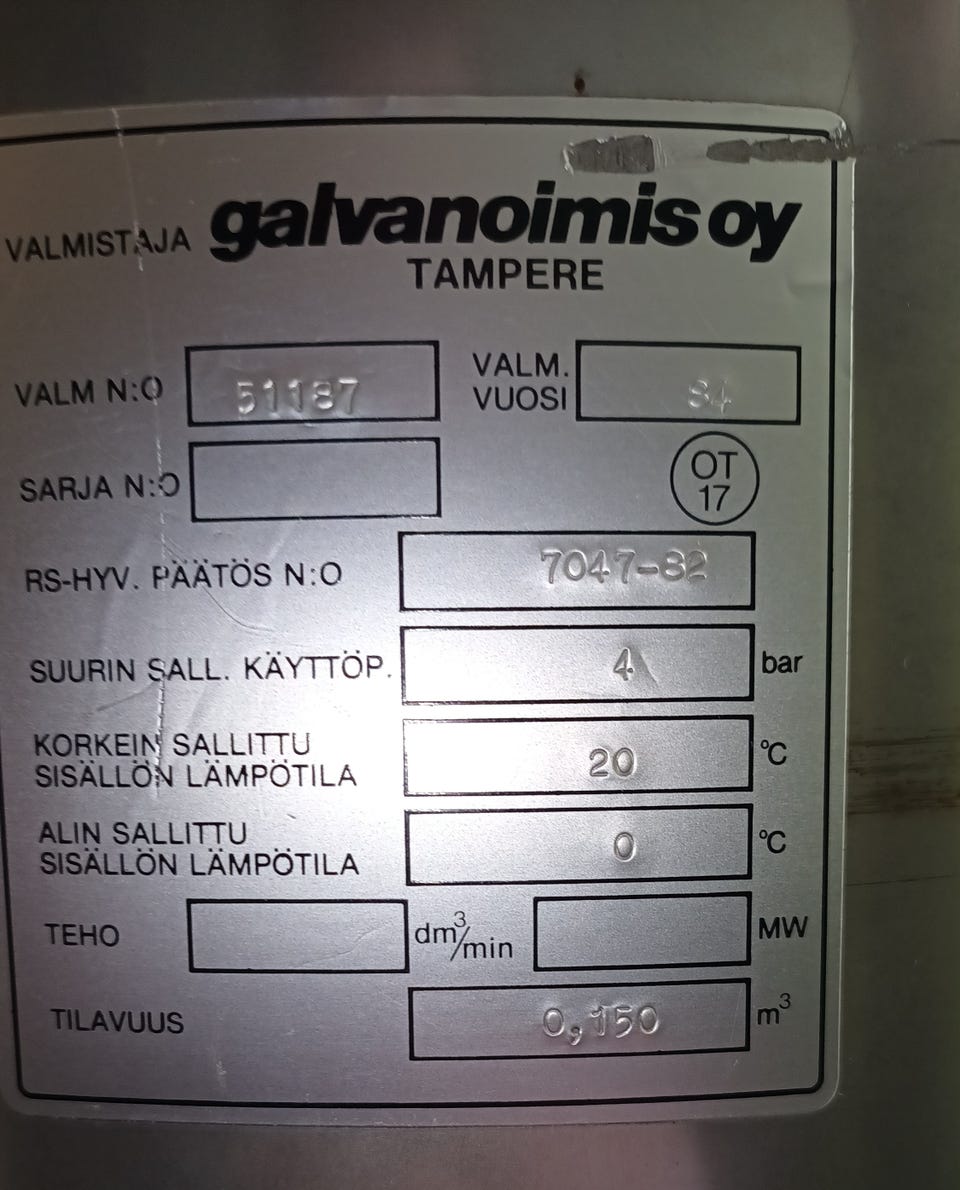 VALMISTAJA galvanoimis oy
TAMPERE
VALM N:O 51187
VALM. VUOSI 84
SARJA N:O
OT 17
RS-HYV. PÄÄTÖS N:O 7047-82
SUURIN SALL. KÄYTTÖP. 4 bar
KORKEIN SALLITTU
SISÄLLÖN LÄMPÖTILA 20 °C
ALIN SALLITTU
SISÄLLÖN LÄMPÖTILA 0 °C
TEHO dm³/min MW
TILAVUUS 0,150 m³